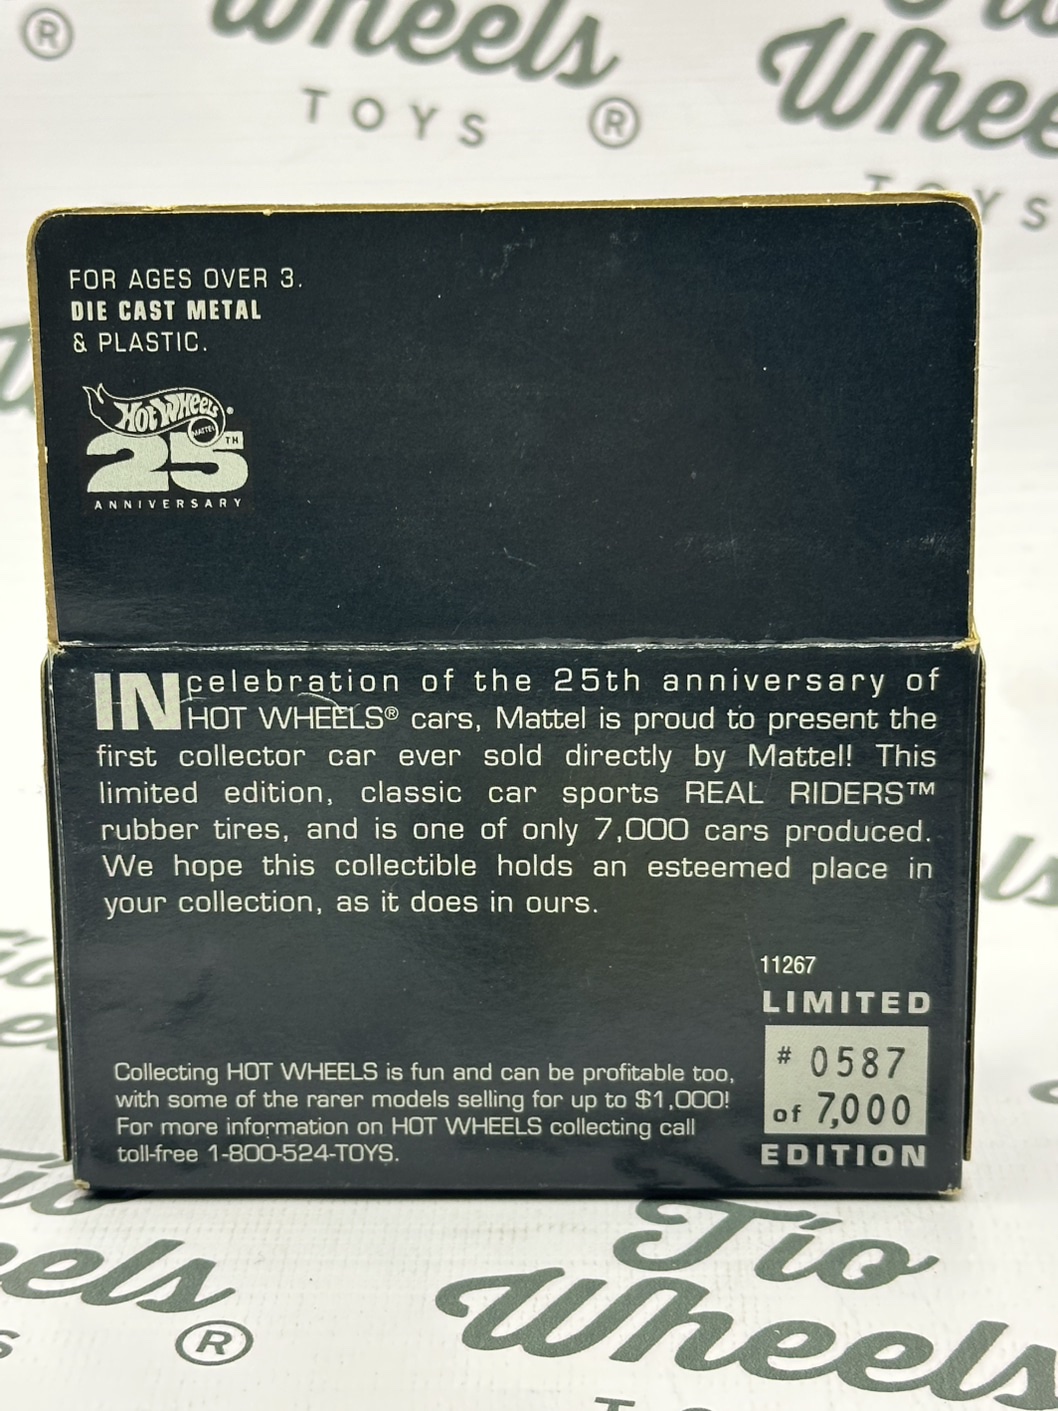 ®
Wheels
TOYS ®
Whee
TOYS
FOR AGES OVER 3.
DIE CAST METAL
& PLASTIC.
Hot Wheels®
MATTEL
25TH
ANNIVERSARY
IN celebration of the 25th anniversary of
HOT WHEELS® cars, Mattel is proud to present the
first collector car ever sold directly by Mattel! This
limited edition, classic car sports REAL RIDERS™
rubber tires, and is one of only 7,000 cars produced.
We hope this collectible holds an esteemed place in
your collection, as it does in ours.
11267
LIMITED
# 0587
of 7,000
EDITION
Collecting HOT WHEELS is fun and can be profitable too,
with some of the rarer models selling for up to $1,000!
For more information on HOT WHEELS collecting call
toll-free 1-800-524-TOYS.
eels
®
Tio
Wheels